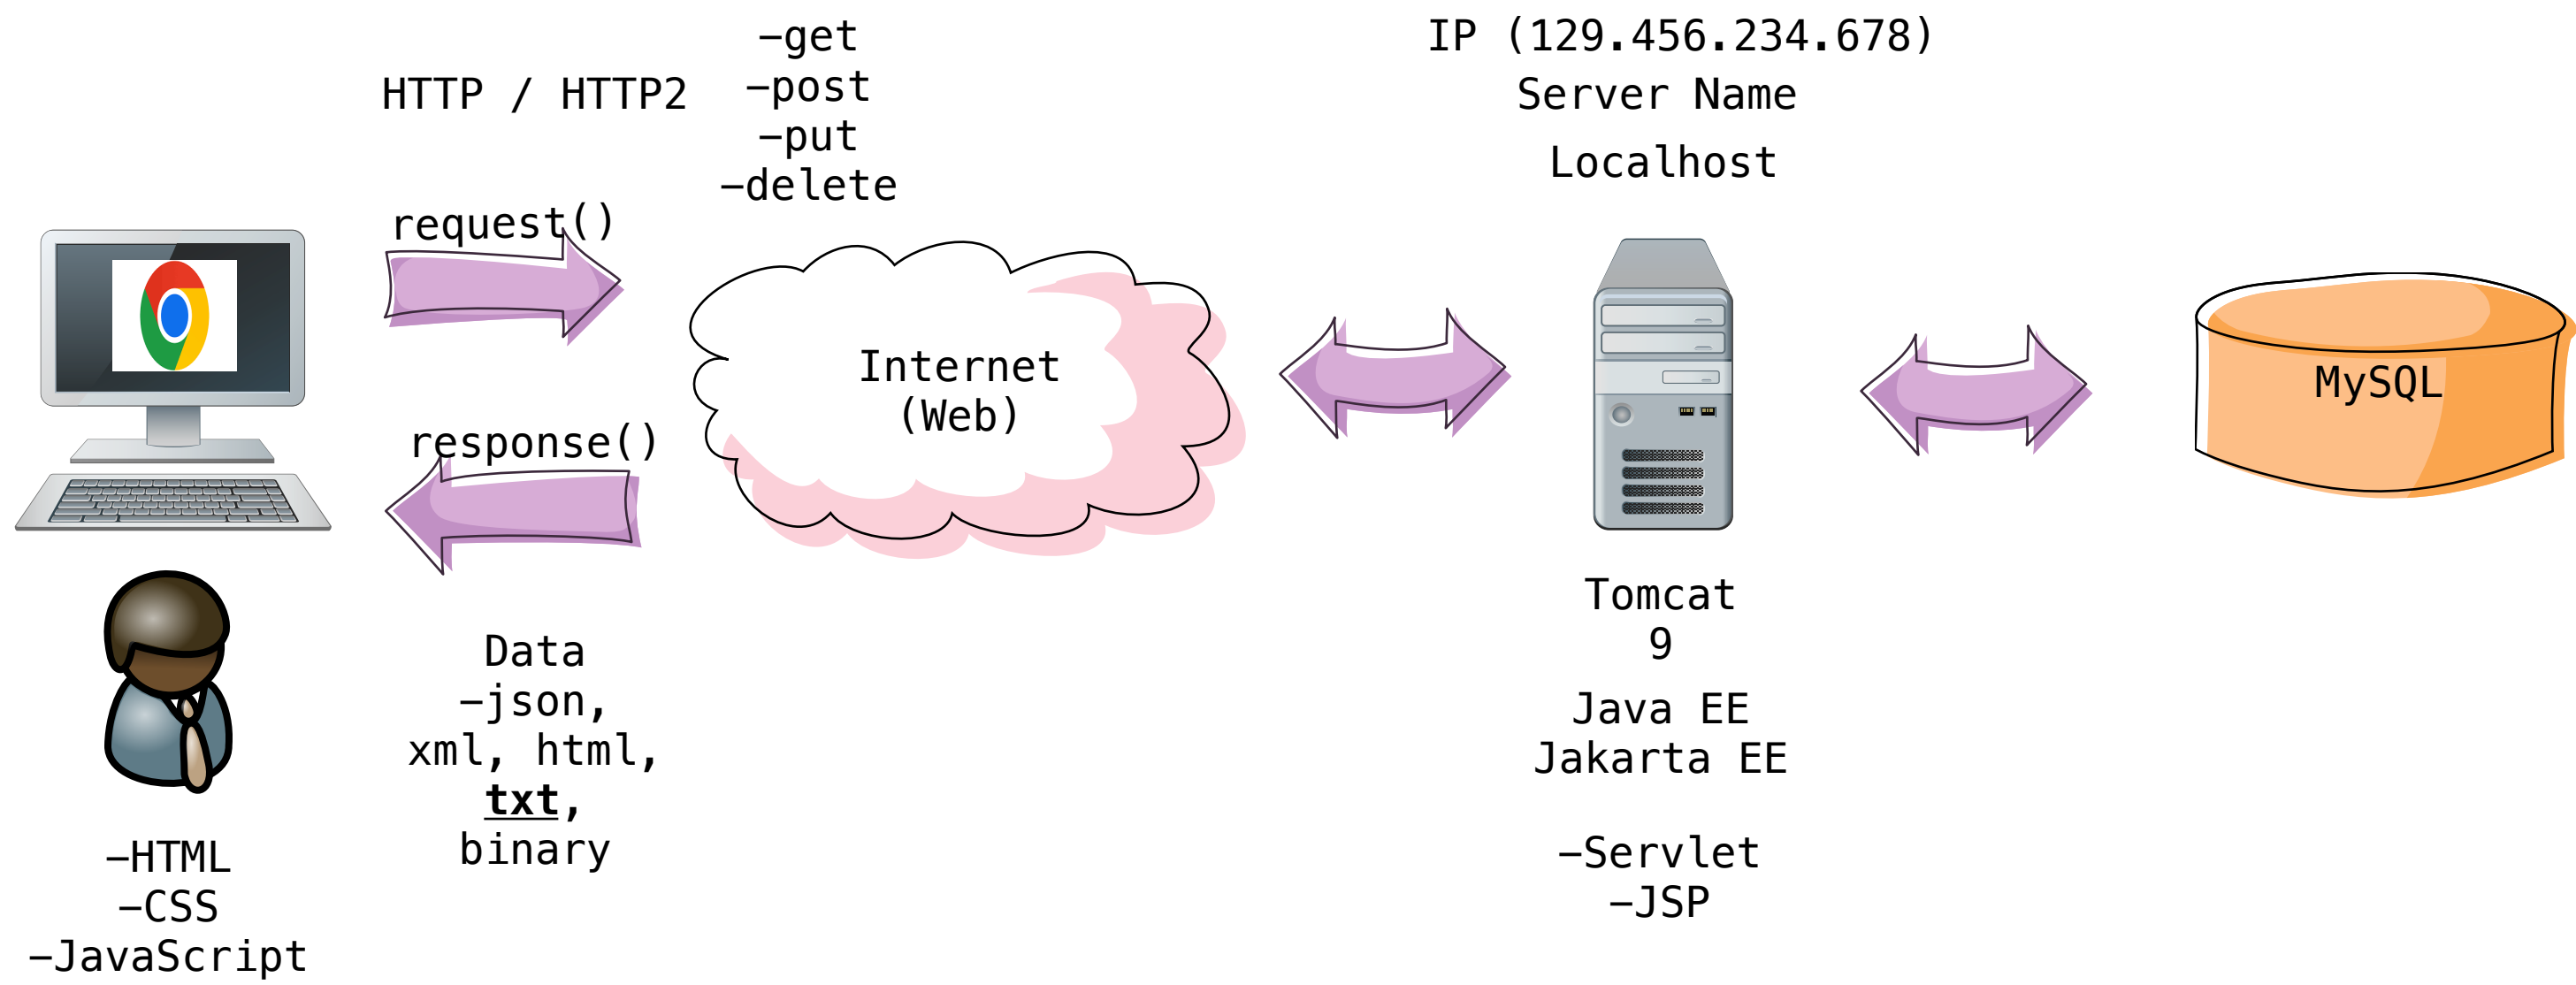 HTTP / HTTP2
–get
–post
–put
–delete
IP (129.456.234.678)
Server Name
Localhost
request()
response()
Internet
(Web)
MySQL
Data
–json,
xml, html,
txt,
binary
–HTML
–CSS
–JavaScript
Tomcat
9
Java EE
Jakarta EE
–Servlet
–JSP